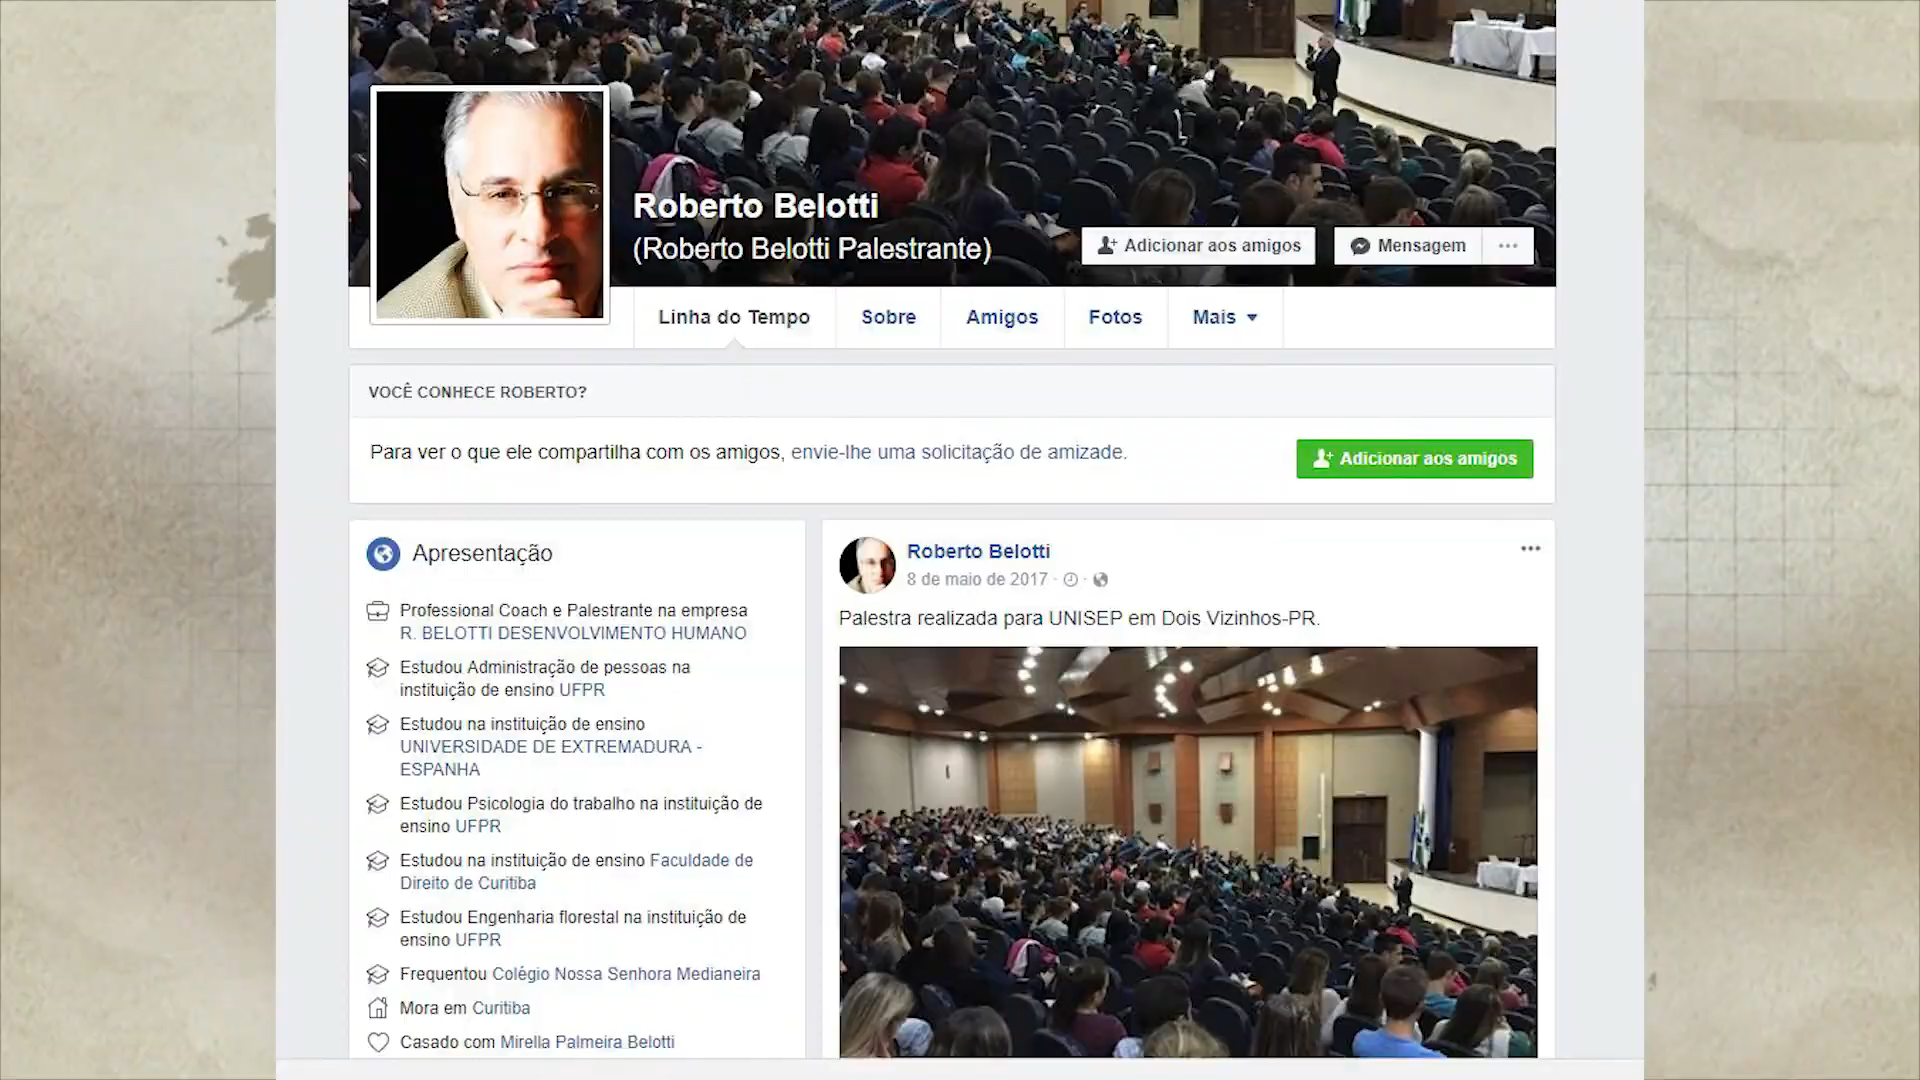 Roberto Belotti
(Roberto Belotti Palestrante)
Adicionar aos amigos
Mensagem
Linha do Tempo
Sobre
Amigos
Fotos
Mais
VOCÊ CONHECE ROBERTO?
Para ver o que ele compartilha com os amigos, envie-lhe uma solicitação de amizade.
Adicionar aos amigos
Apresentação
Professional Coach e Palestrante na empresa
R. BELOTTI DESENVOLVIMENTO HUMANO
Estudou Administração de pessoas na
instituição de ensino UFPR
Estudou na instituição de ensino
UNIVERSIDADE DE EXTREMADURA -
ESPANHA
Estudou Psicologia do trabalho na instituição de
ensino UFPR
Estudou na instituição de ensino Faculdade de
Direito de Curitiba
Estudou Engenharia florestal na instituição de
ensino UFPR
Frequentou Colégio Nossa Senhora Medianeira
Mora em Curitiba
Casado com Mirella Palmeira Belotti
Roberto Belotti
8 de maio de 2017
Palestra realizada para UNISEP em Dois Vizinhos-PR.